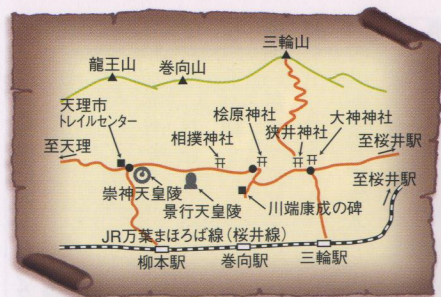 三輪山
龍王山
巻向山
天理市
トレイルセンター
桧原神社
大神神社
相撲神社
狭井神社
至天理
至桜井駅
至桜井駅
崇神天皇陵
景行天皇陵
川端康成の碑
JR万葉まほろば線(桜井線)
柳本駅
巻向駅
三輪駅